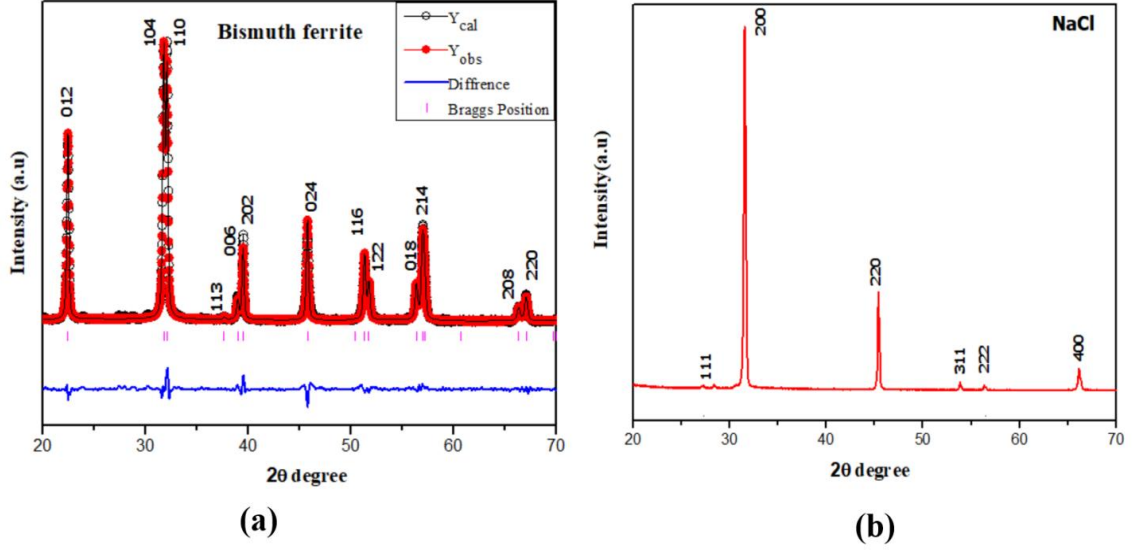 Bismuth ferrite
Y_cal
Y_obs
Diffrence
Braggs Position
Intensity (a.u)
012
104
110
113
006
202
024
116
122
018
214
208
220
20 30 40 50 60 70
2θ degree
(a)
NaCl
Intensity(a.u)
111
200
220
311
222
400
20 30 40 50 60 70
2θ degree
(b)